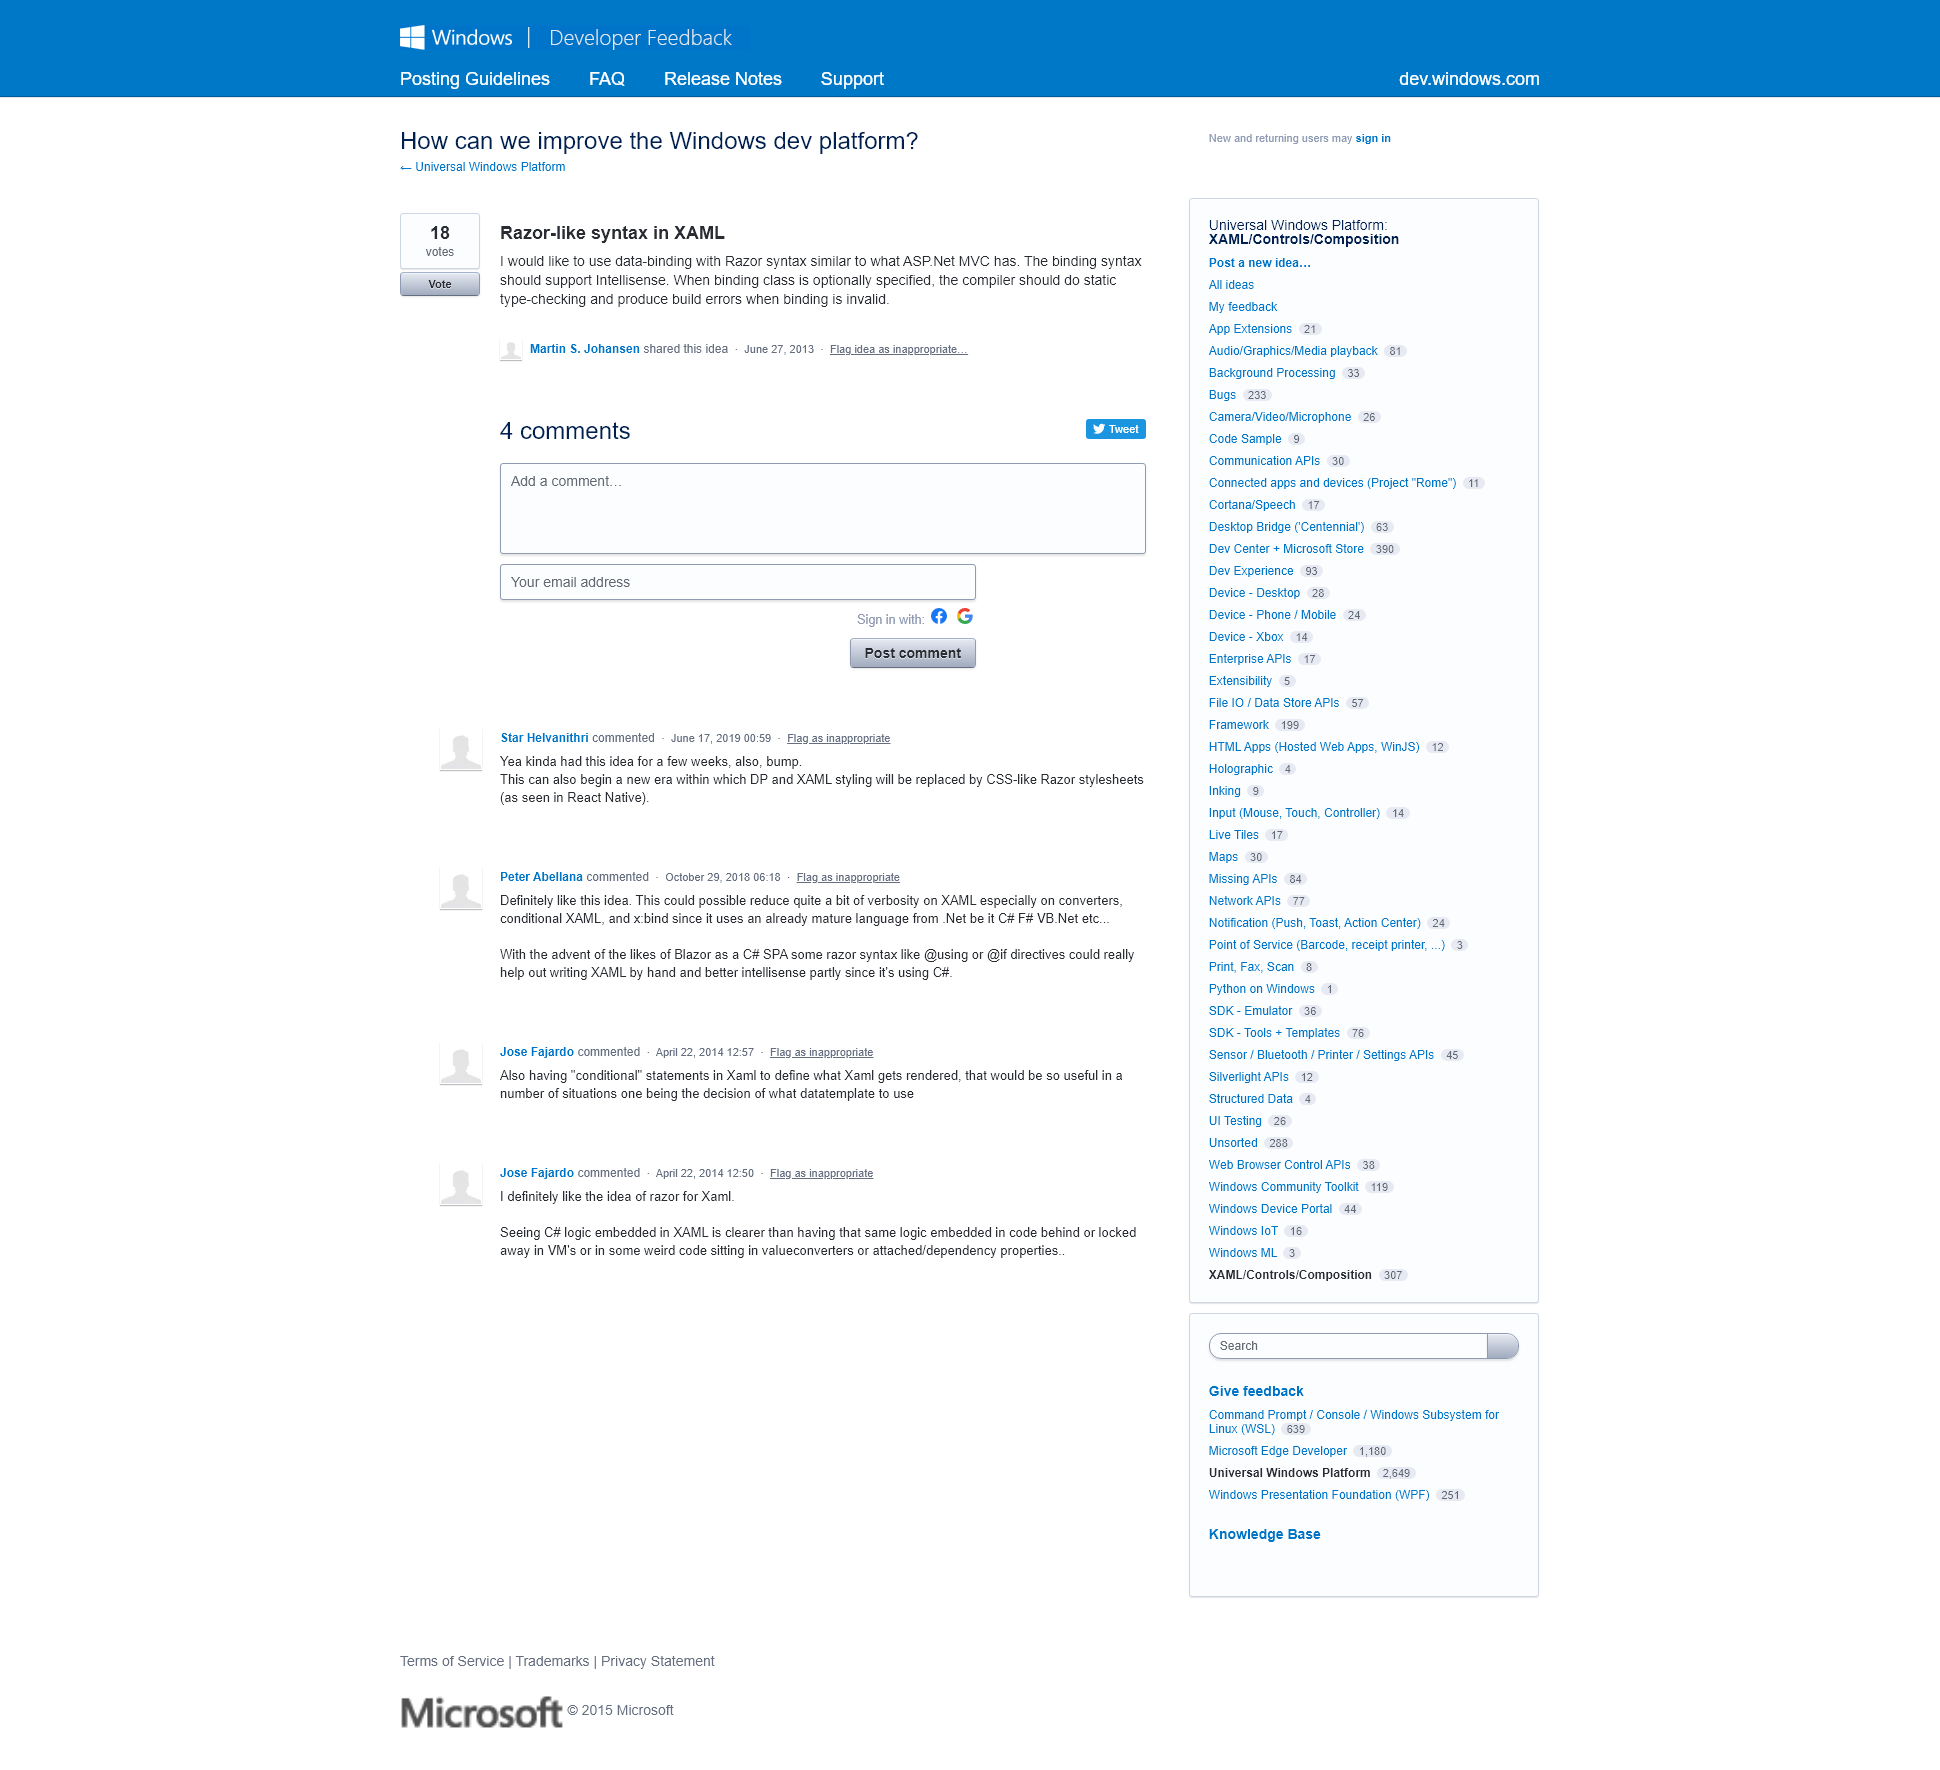 Windows | Developer Feedback
Posting Guidelines FAQ Release Notes Support dev.windows.com
How can we improve the Windows dev platform?
← Universal Windows Platform
New and returning users may sign in
18
votes
Vote
Razor-like syntax in XAML
I would like to use data-binding with Razor syntax similar to what ASP.Net MVC has. The binding syntax
should support Intellisense. When binding class is optionally specified, the compiler should do static
type-checking and produce build errors when binding is invalid.
Martin S. Johansen shared this idea · June 27, 2013 · Flag idea as inappropriate…
4 comments
Tweet
Add a comment…
Your email address
Sign in with:
Post comment
Star Helvanithri commented · June 17, 2019 00:59 · Flag as inappropriate
Yea kinda had this idea for a few weeks, also, bump.
This can also begin a new era within which DP and XAML styling will be replaced by CSS-like Razor stylesheets
(as seen in React Native).
Peter Abellana commented · October 29, 2018 06:18 · Flag as inappropriate
Definitely like this idea. This could possible reduce quite a bit of verbosity on XAML especially on converters,
conditional XAML, and x:bind since it uses an already mature language from .Net be it C# F# VB.Net etc...
With the advent of the likes of Blazor as a C# SPA some razor syntax like @using or @if directives could really
help out writing XAML by hand and better intellisense partly since it's using C#.
Jose Fajardo commented · April 22, 2014 12:57 · Flag as inappropriate
Also having "conditional" statements in Xaml to define what Xaml gets rendered, that would be so useful in a
number of situations one being the decision of what datatemplate to use
Jose Fajardo commented · April 22, 2014 12:50 · Flag as inappropriate
I definitely like the idea of razor for Xaml.
Seeing C# logic embedded in XAML is clearer than having that same logic embedded in code behind or locked
away in VM's or in some weird code sitting in valueconverters or attached/dependency properties..
Universal Windows Platform:
XAML/Controls/Composition
Post a new idea…
All ideas
My feedback
App Extensions 21
Audio/Graphics/Media playback 81
Background Processing 33
Bugs 233
Camera/Video/Microphone 26
Code Sample 9
Communication APIs 30
Connected apps and devices (Project "Rome") 11
Cortana/Speech 17
Desktop Bridge ('Centennial') 63
Dev Center + Microsoft Store 390
Dev Experience 93
Device - Desktop 28
Device - Phone / Mobile 24
Device - Xbox 14
Enterprise APIs 17
Extensibility 5
File IO / Data Store APIs 57
Framework 199
HTML Apps (Hosted Web Apps, WinJS) 12
Holographic 4
Inking 9
Input (Mouse, Touch, Controller) 14
Live Tiles 17
Maps 30
Missing APIs 84
Network APIs 77
Notification (Push, Toast, Action Center) 24
Point of Service (Barcode, receipt printer, ...) 3
Print, Fax, Scan 8
Python on Windows 1
SDK - Emulator 36
SDK - Tools + Templates 76
Sensor / Bluetooth / Printer / Settings APIs 45
Silverlight APIs 12
Structured Data 4
UI Testing 26
Unsorted 288
Web Browser Control APIs 38
Windows Community Toolkit 119
Windows Device Portal 44
Windows IoT 16
Windows ML 3
XAML/Controls/Composition 307
Search
Give feedback
Command Prompt / Console / Windows Subsystem for
Linux (WSL) 639
Microsoft Edge Developer 1,180
Universal Windows Platform 2,649
Windows Presentation Foundation (WPF) 251
Knowledge Base
Terms of Service | Trademarks | Privacy Statement
Microsoft © 2015 Microsoft